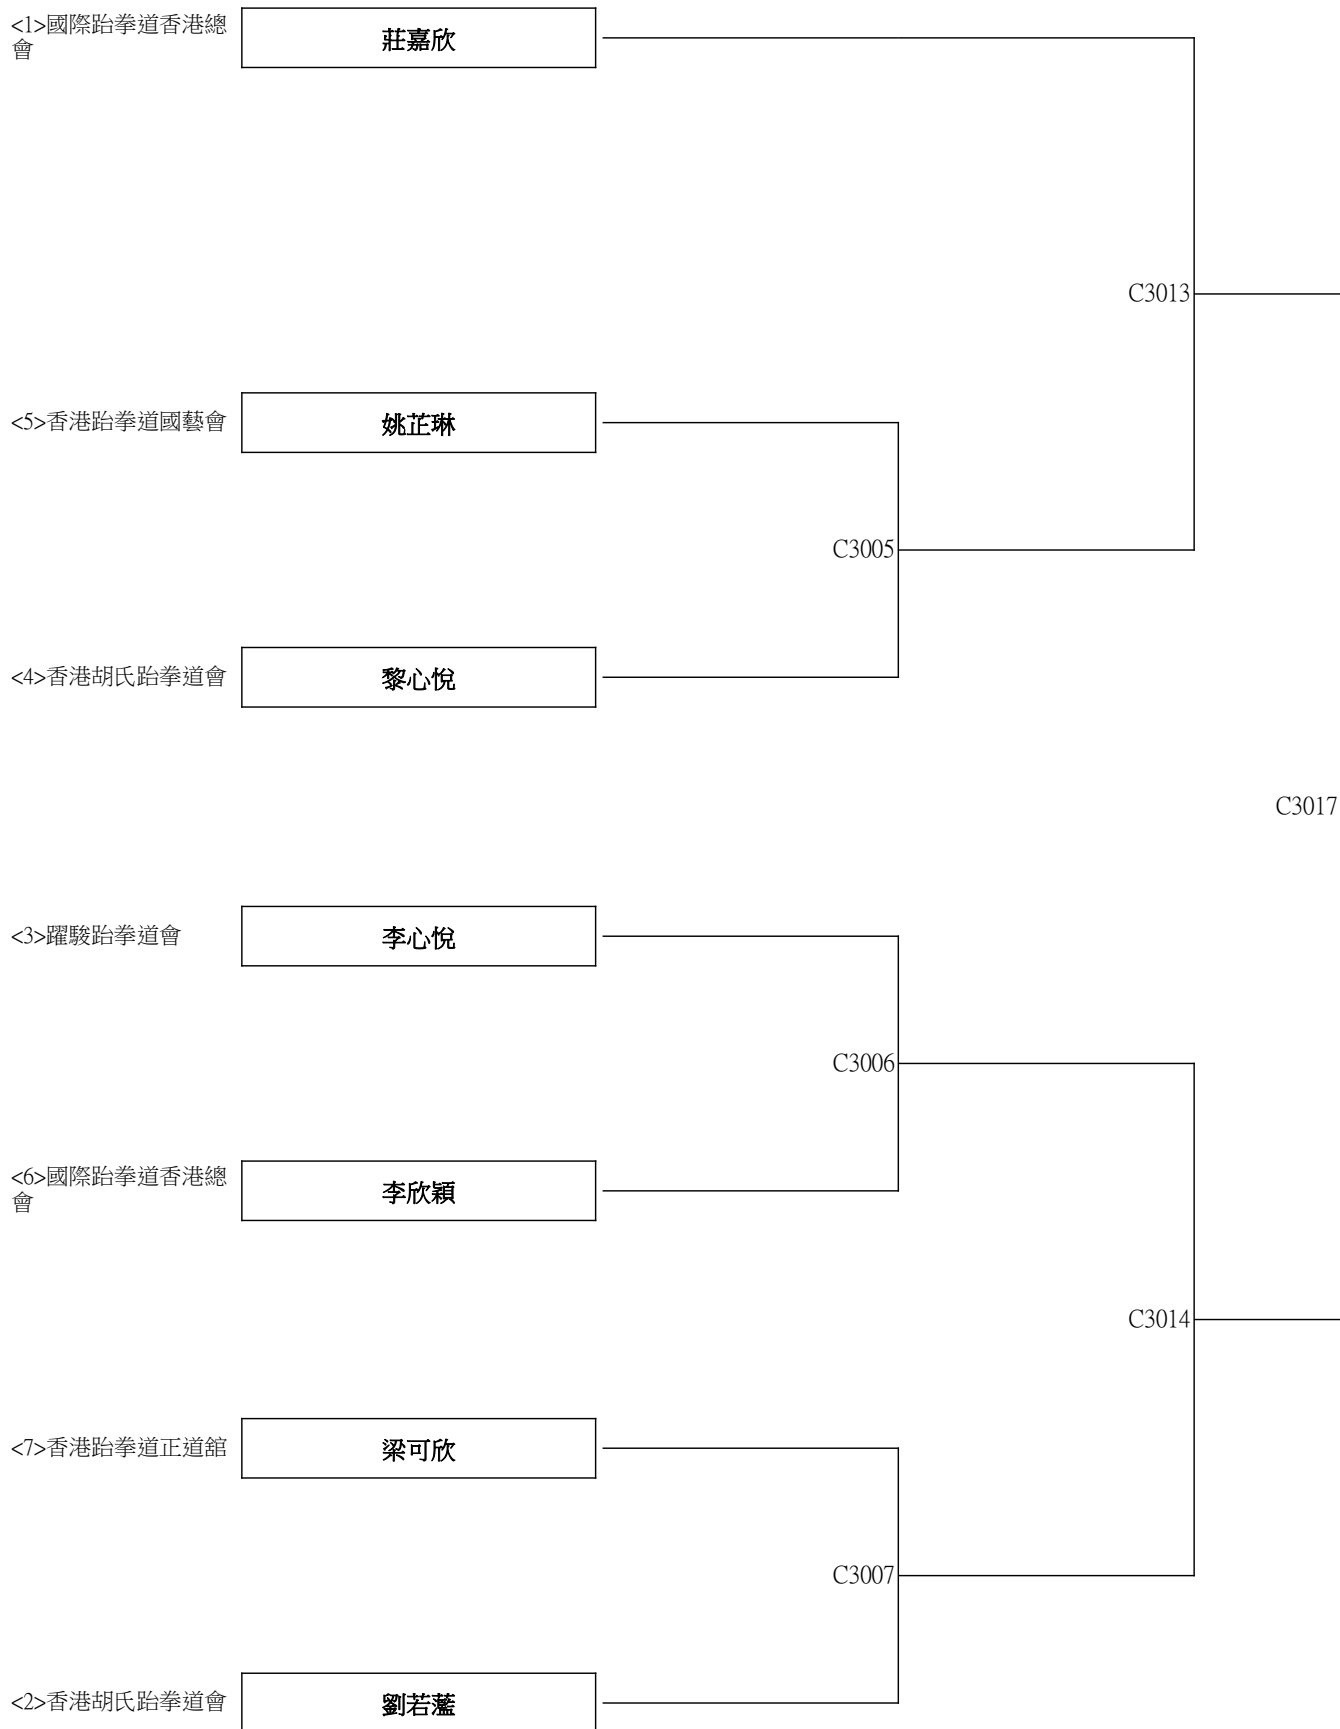 <1>國際跆拳道香港總
會
莊嘉欣
C3013
<5>香港跆拳道國藝會
姚芷琳
C3005
<4>香港胡氏跆拳道會
黎心悅
C3017
<3>躍駿跆拳道會
李心悅
C3006
<6>國際跆拳道香港總
會
李欣穎
C3014
<7>香港跆拳道正道舘
梁可欣
C3007
<2>香港胡氏跆拳道會
劉若蘫